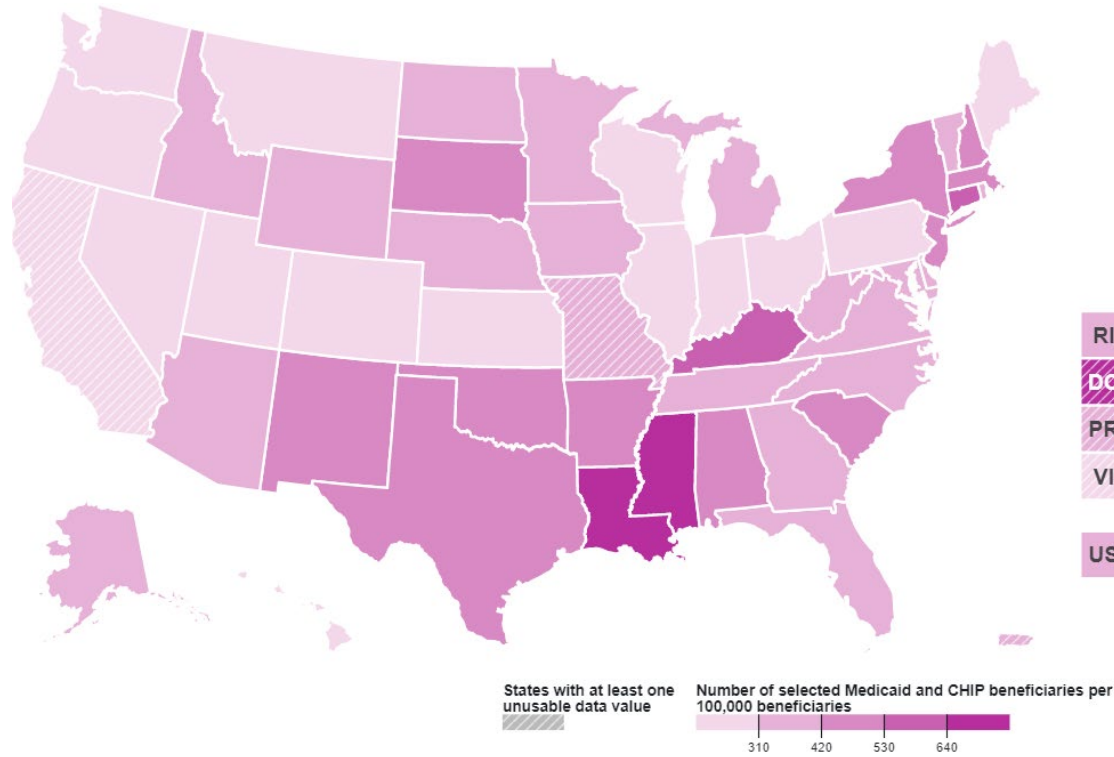 RI
DC
PR
VI
US
States with at least one
unusable data value
Number of selected Medicaid and CHIP beneficiaries per
100,000 beneficiaries
310 420 530 640